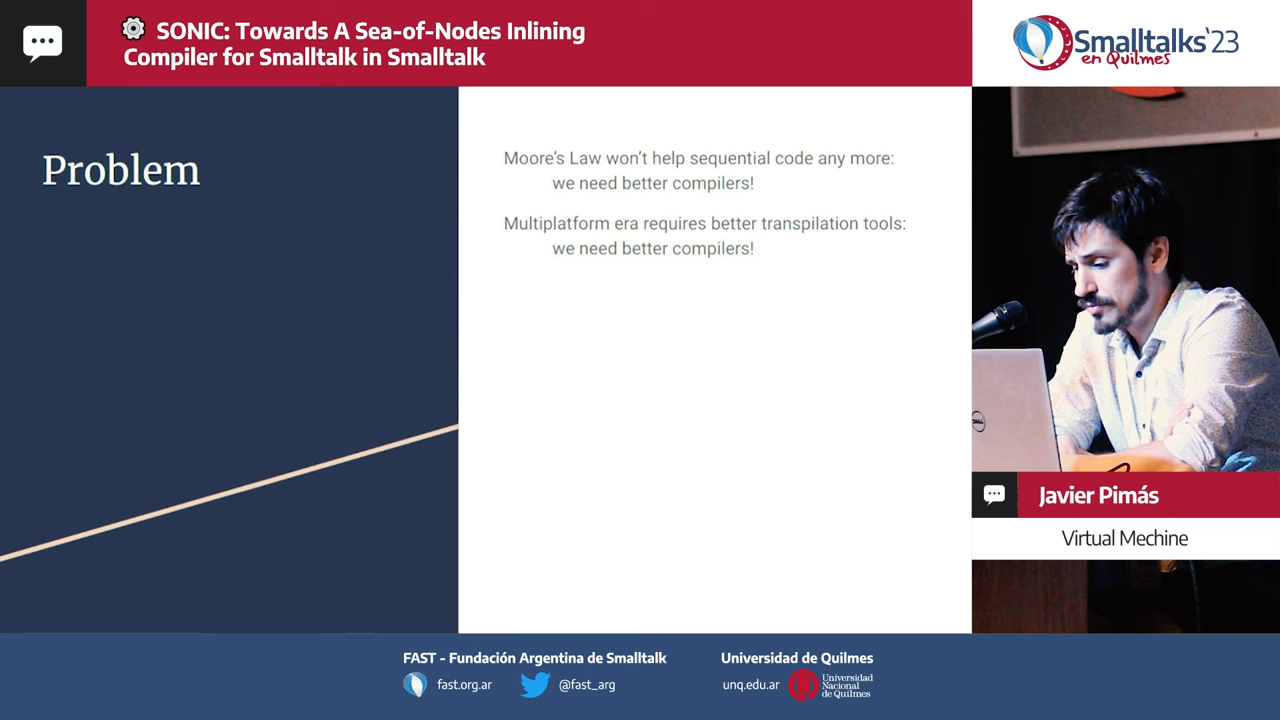 SONIC: Towards A Sea-of-Nodes Inlining
Compiler for Smalltalk in Smalltalk
Smalltalks'23
en Quilmes
Problem
Moore's Law won't help sequential code any more:
we need better compilers!
Multiplatform era requires better transpilation tools:
we need better compilers!
DELL
Javier Pimás
Virtual Mechine
FAST - Fundación Argentina de Smalltalk
fast.org.ar
@fast_arg
Universidad de Quilmes
unq.edu.ar
Universidad
Nacional
de Quilmes